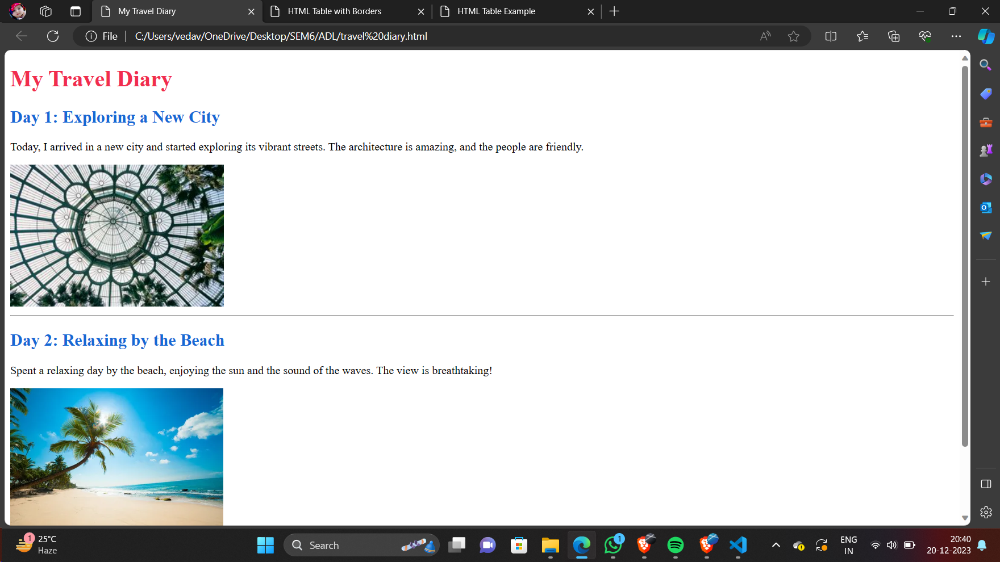 My Travel Diary
HTML Table with Borders
HTML Table Example
File
C:/Users/vedav/OneDrive/Desktop/SEM6/ADL/travel%20diary.html
My Travel Diary
Day 1: Exploring a New City
Today, I arrived in a new city and started exploring its vibrant streets. The architecture is amazing, and the people are friendly.
Day 2: Relaxing by the Beach
Spent a relaxing day by the beach, enjoying the sun and the sound of the waves. The view is breathtaking!
1
25°C
Haze
Search
1
ENG
IN
20:40
20-12-2023